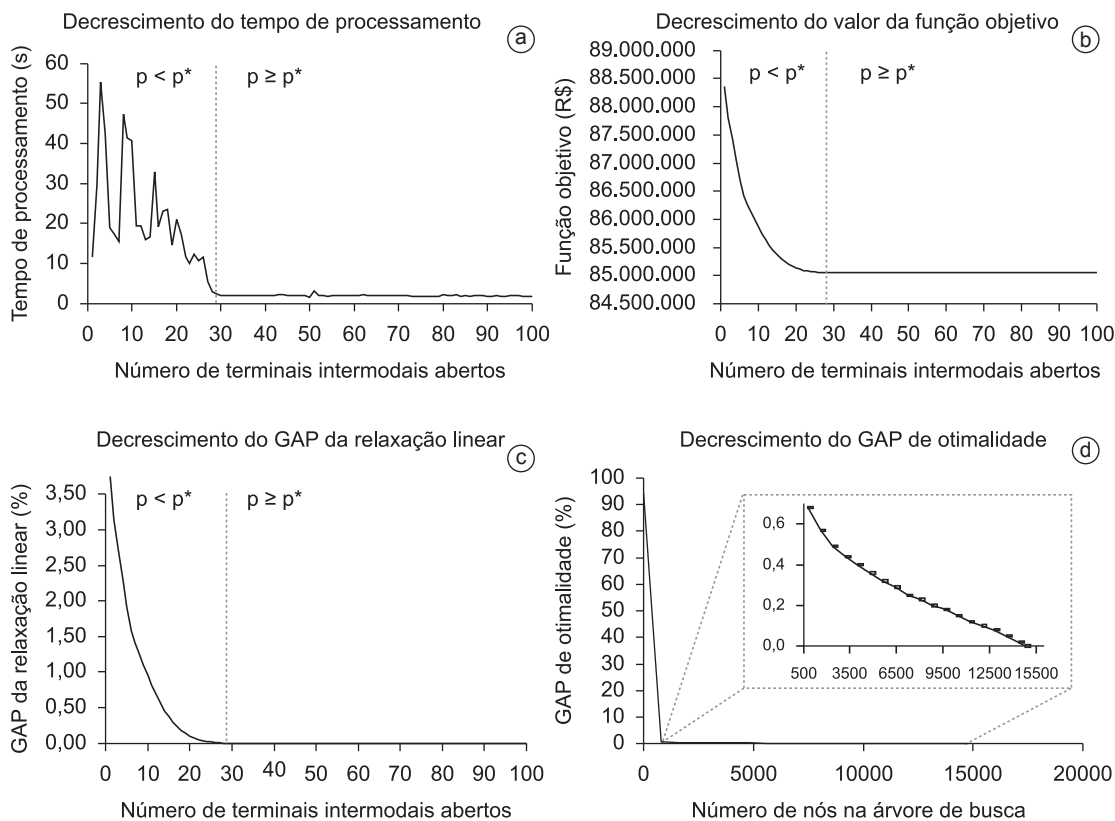 Decrescimento do tempo de processamento
a
Tempo de processamento (s)
60
50
40
30
20
10
0
p < p*
p ≥ p*
0 10 20 30 40 50 60 70 80 90 100
Número de terminais intermodais abertos
Decrescimento do valor da função objetivo
b
Função objetivo (R$)
89.000.000
88.500.000
88.000.000
87.500.000
87.000.000
86.500.000
86.000.000
85.500.000
85.000.000
84.500.000
p < p*
p ≥ p*
0 10 20 30 40 50 60 70 80 90 100
Número de terminais intermodais abertos
Decrescimento do GAP da relaxação linear
c
GAP da relaxação linear (%)
3,50
3,00
2,50
2,00
1,50
1,00
0,50
0,00
p < p*
p ≥ p*
0 10 20 30 40 50 60 70 80 90 100
Número de terminais intermodais abertos
Decrescimento do GAP de otimalidade
d
GAP de otimalidade (%)
100
90
80
70
60
50
40
30
20
10
0
0,6
0,4
0,2
0,0
500 3500 6500 9500 12500 15500
0 5000 10000 15000 20000
Número de nós na árvore de busca